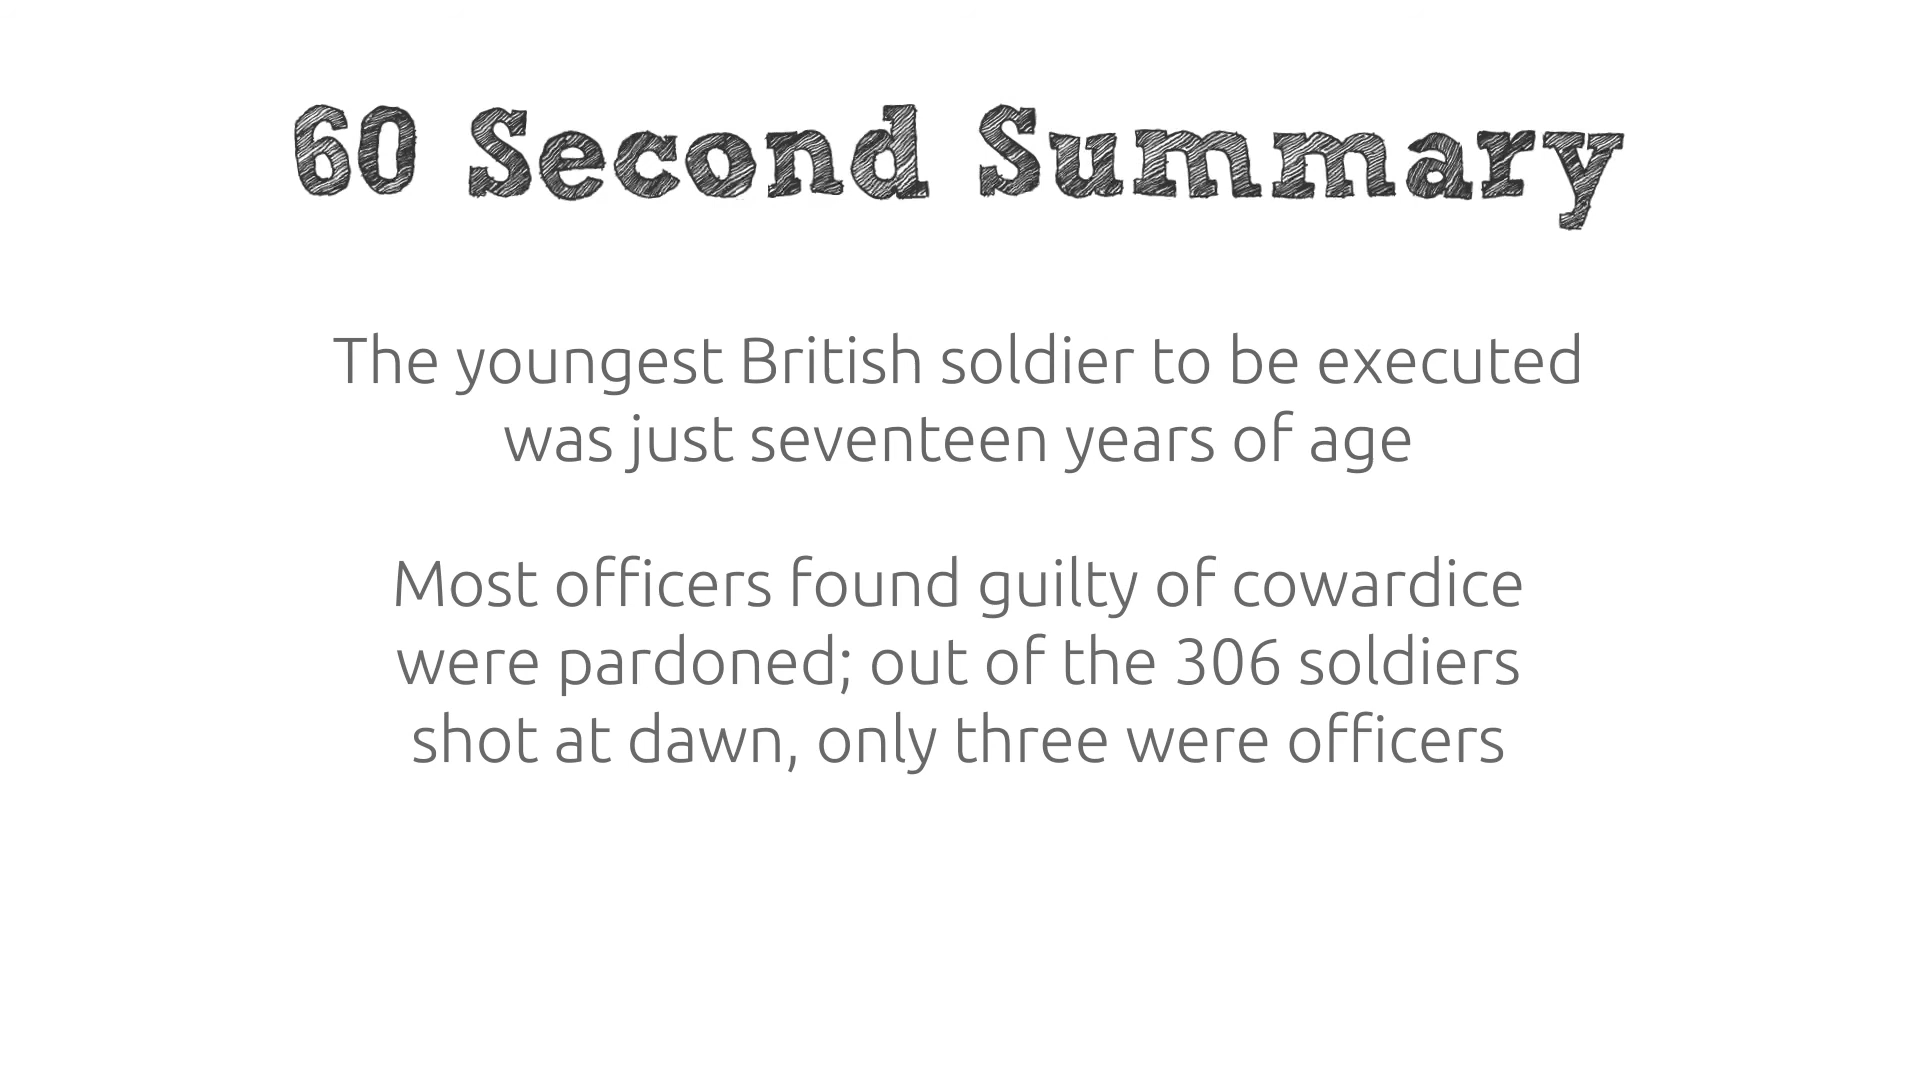 60 Second Summary
The youngest British soldier to be executed
was just seventeen years of age
Most officers found guilty of cowardice
were pardoned; out of the 306 soldiers
shot at dawn, only three were officers